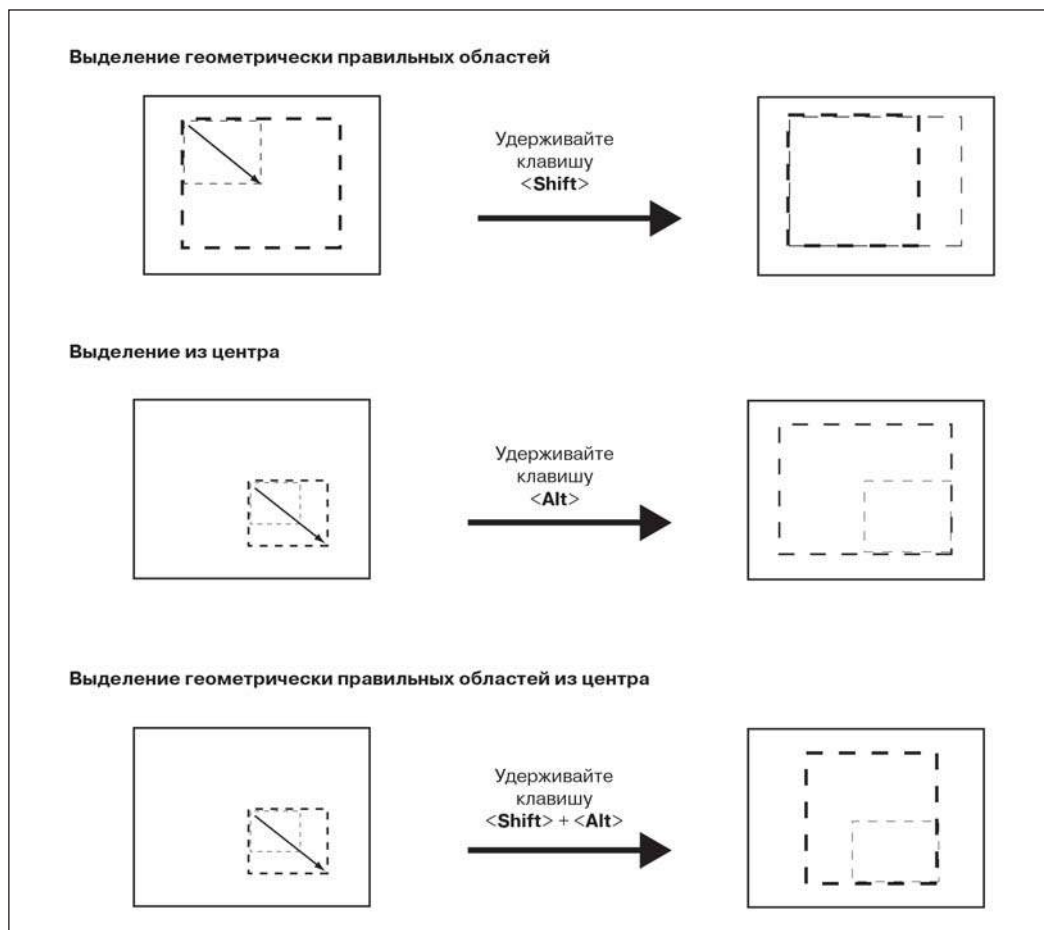 Выделение геометрически правильных областей
Удерживайте
клавишу
<Shift>
Выделение из центра
Удерживайте
клавишу
<Alt>
Выделение геометрически правильных областей из центра
Удерживайте
клавишу
<Shift> + <Alt>